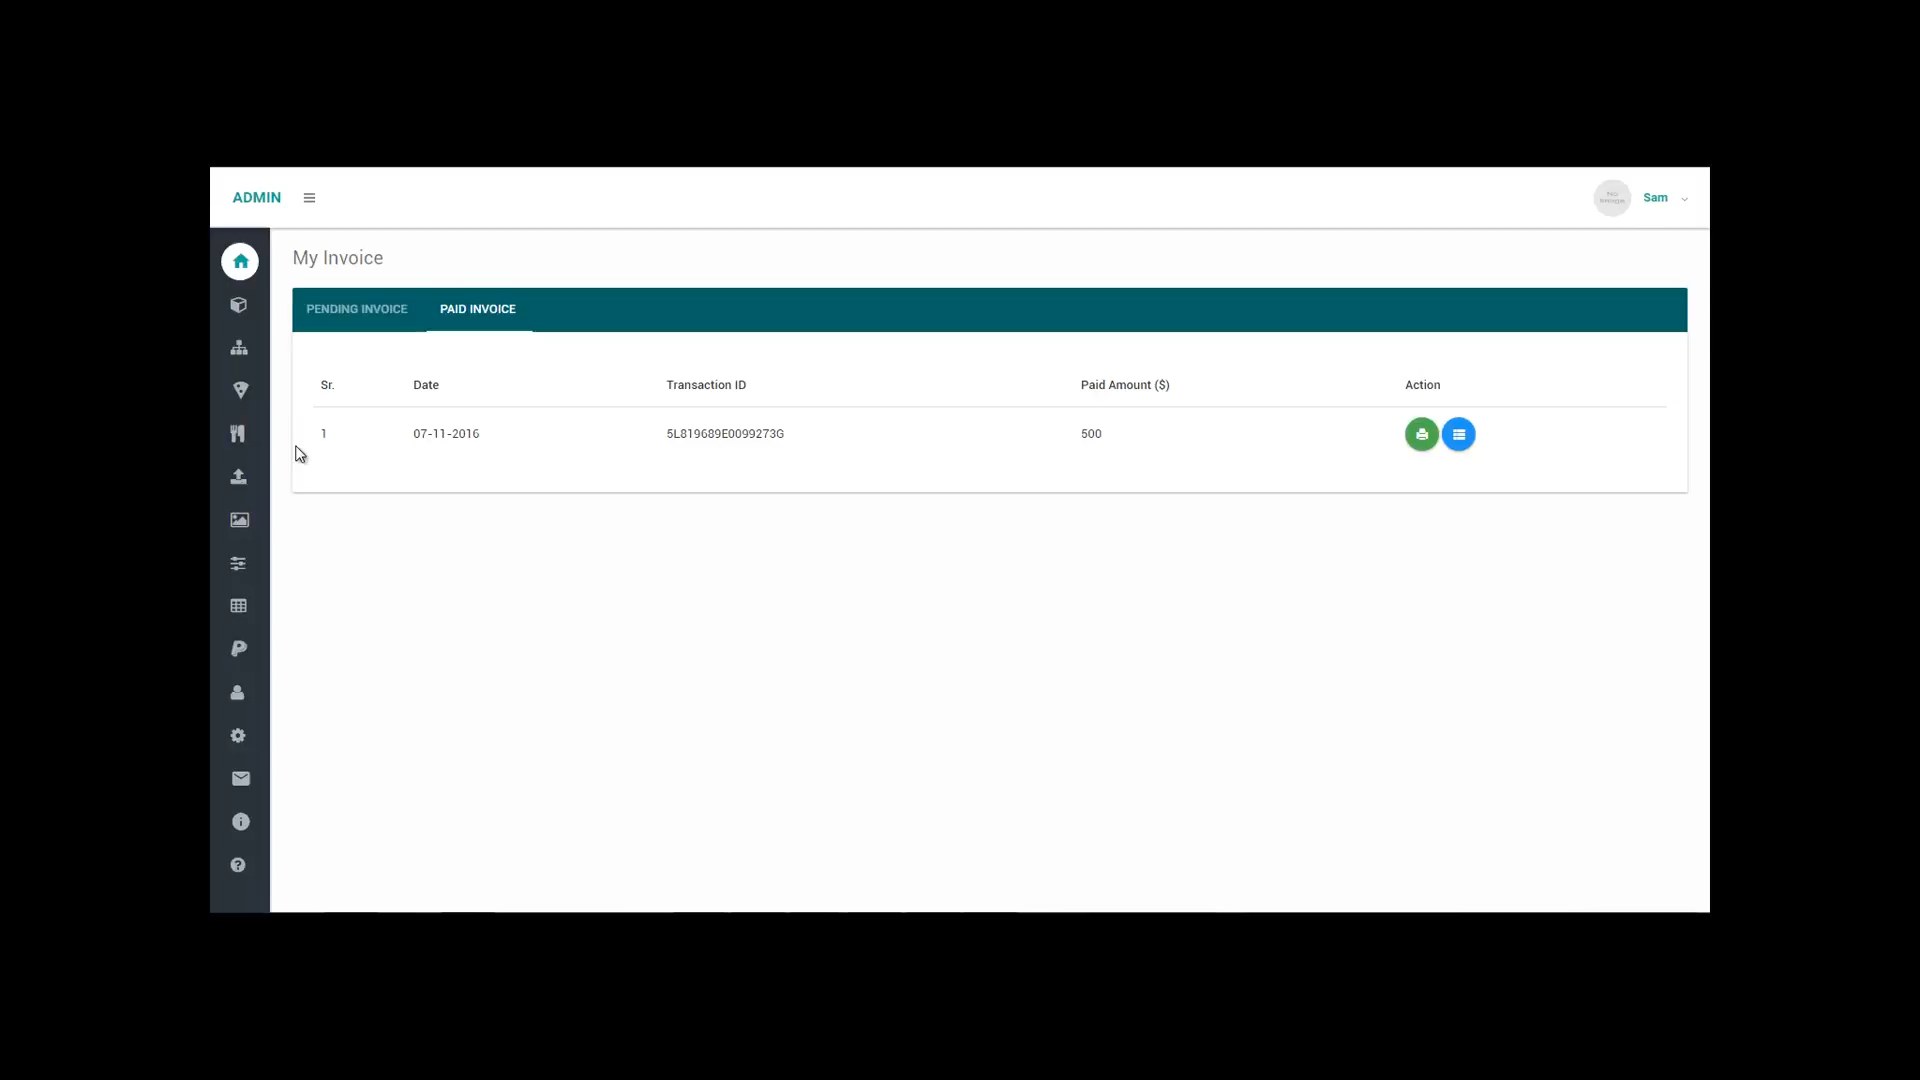 ADMIN Sam
My Invoice
PENDING INVOICE PAID INVOICE
Sr. Date Transaction ID Paid Amount ($) Action
1 07-11-2016 5L819689E0099273G 500